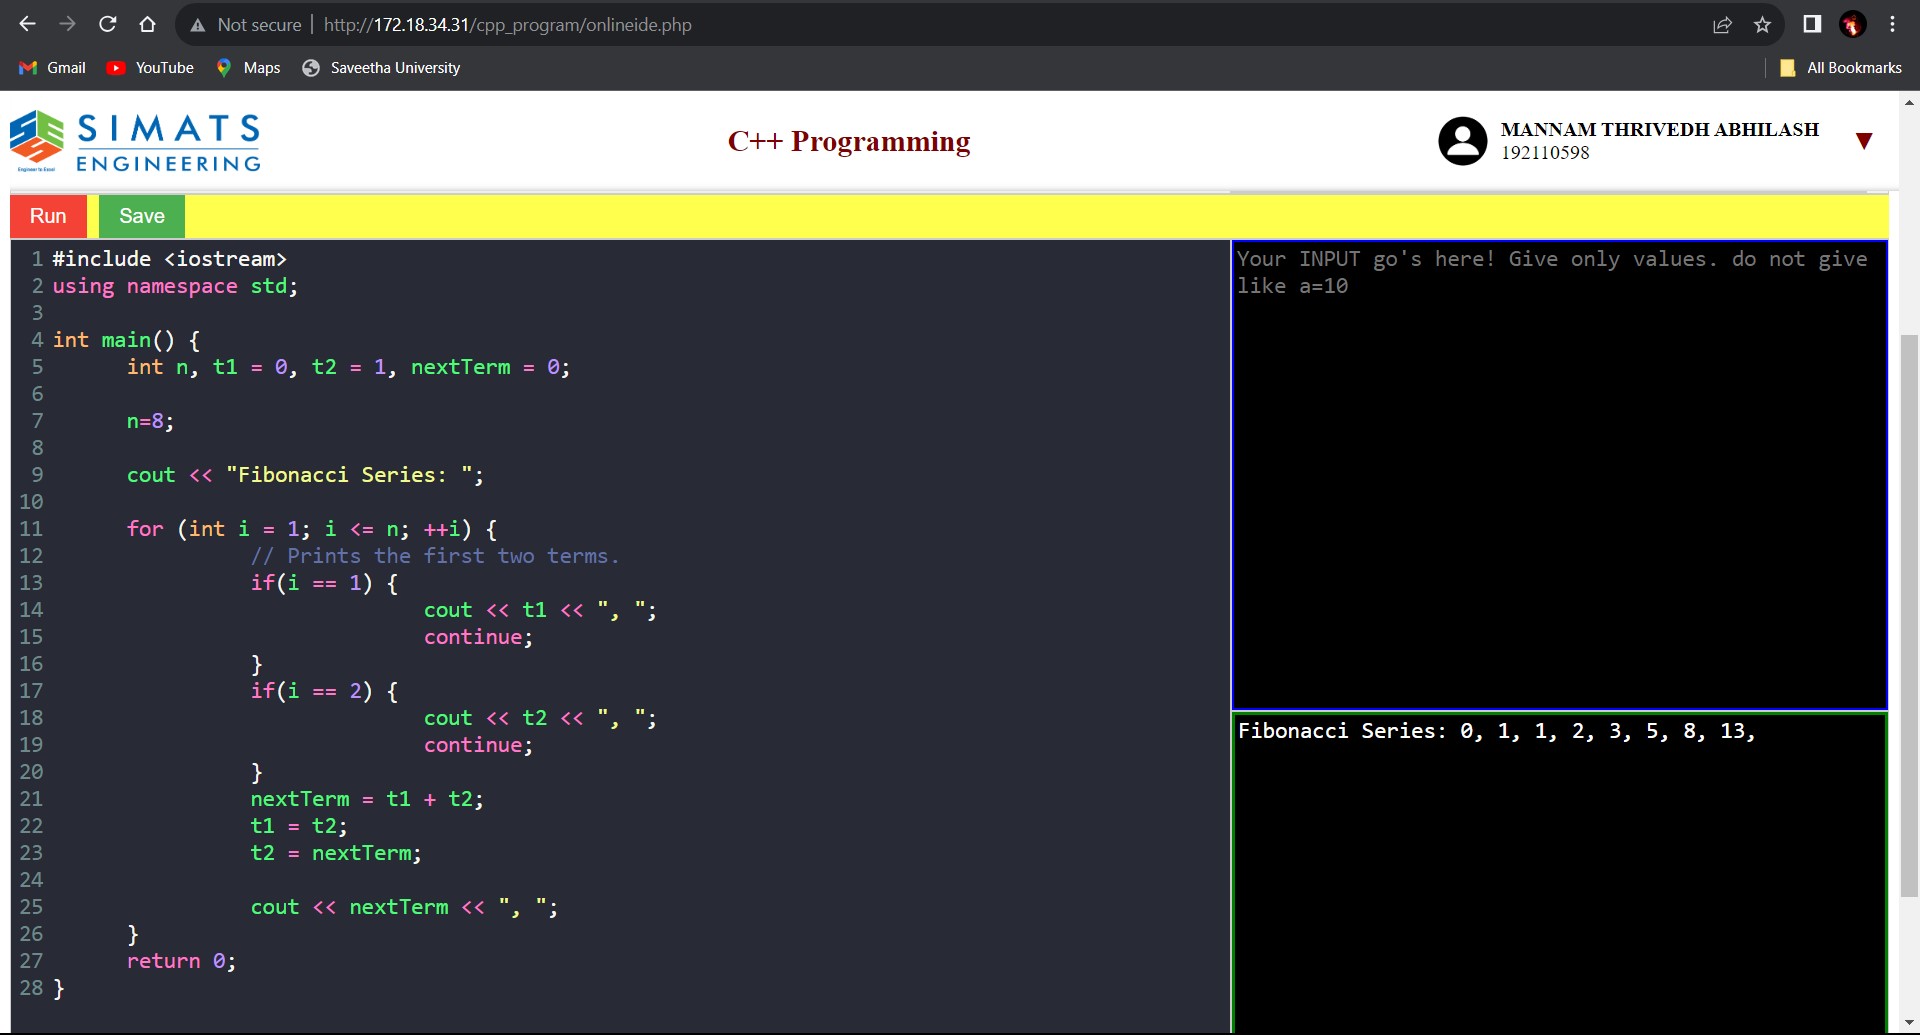 Not secure | http://172.18.34.31/cpp_program/onlineide.php
Gmail YouTube Maps Saveetha University All Bookmarks
SIMATS
ENGINEERING
Engineer to Excel
C++ Programming
MANNAM THRIVEDH ABHILASH
192110598
Run Save
1 #include <iostream>
2 using namespace std;
3
4 int main() {
5 int n, t1 = 0, t2 = 1, nextTerm = 0;
6
7 n=8;
8
9 cout << "Fibonacci Series: ";
10
11 for (int i = 1; i <= n; ++i) {
12 // Prints the first two terms.
13 if(i == 1) {
14 cout << t1 << ", ";
15 continue;
16 }
17 if(i == 2) {
18 cout << t2 << ", ";
19 continue;
20 }
21 nextTerm = t1 + t2;
22 t1 = t2;
23 t2 = nextTerm;
24
25 cout << nextTerm << ", ";
26 }
27 return 0;
28 }
Your INPUT go's here! Give only values. do not give
like a=10
Fibonacci Series: 0, 1, 1, 2, 3, 5, 8, 13,